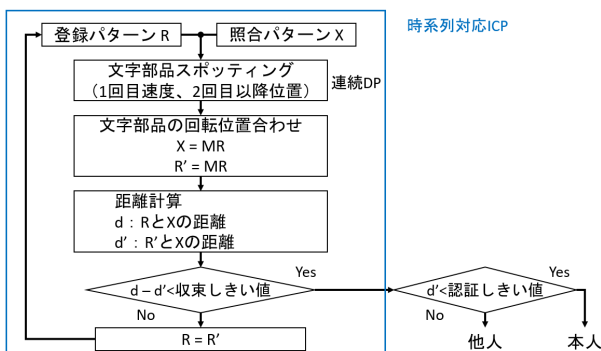 時系列対応ICP
登録パターン R
照合パターン X
文字部品スポッティング
（1回目速度、2回目以降位置）
連続DP
文字部品の回転位置合わせ
X = MR
R’ = MR
距離計算
d : RとXの距離
d’ : R’とXの距離
d – d’<収束しきい値
Yes
No
R = R’
d’<認証しきい値
Yes
No
他人
本人